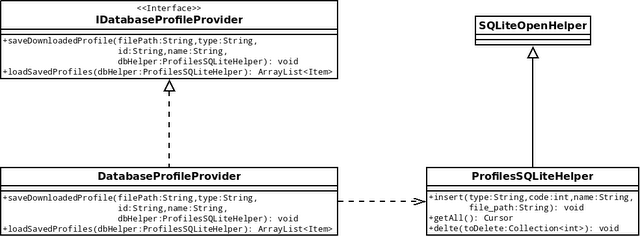 <<Interface>>
IDatabaseProfileProvider
+saveDownloadedProfile(filePath:String,type:String,
id:String,name:String,
dbHelper:ProfilesSQLiteHelper): void
+loadSavedProfiles(dbHelper:ProfilesSQLiteHelper): ArrayList<Item>
SQLiteOpenHelper
DatabaseProfileProvider
+saveDownloadedProfile(filePath:String,type:String,
id:String,name:String,
dbHelper:ProfilesSQLiteHelper): void
+loadSavedProfiles(dbHelper:ProfilesSQLiteHelper): ArrayList<Item>
ProfilesSQLiteHelper
+insert(type:String,code:int,name:String,
file_path:String): void
+getAll(): Cursor
+delte(toDelete:Collection<int>): void